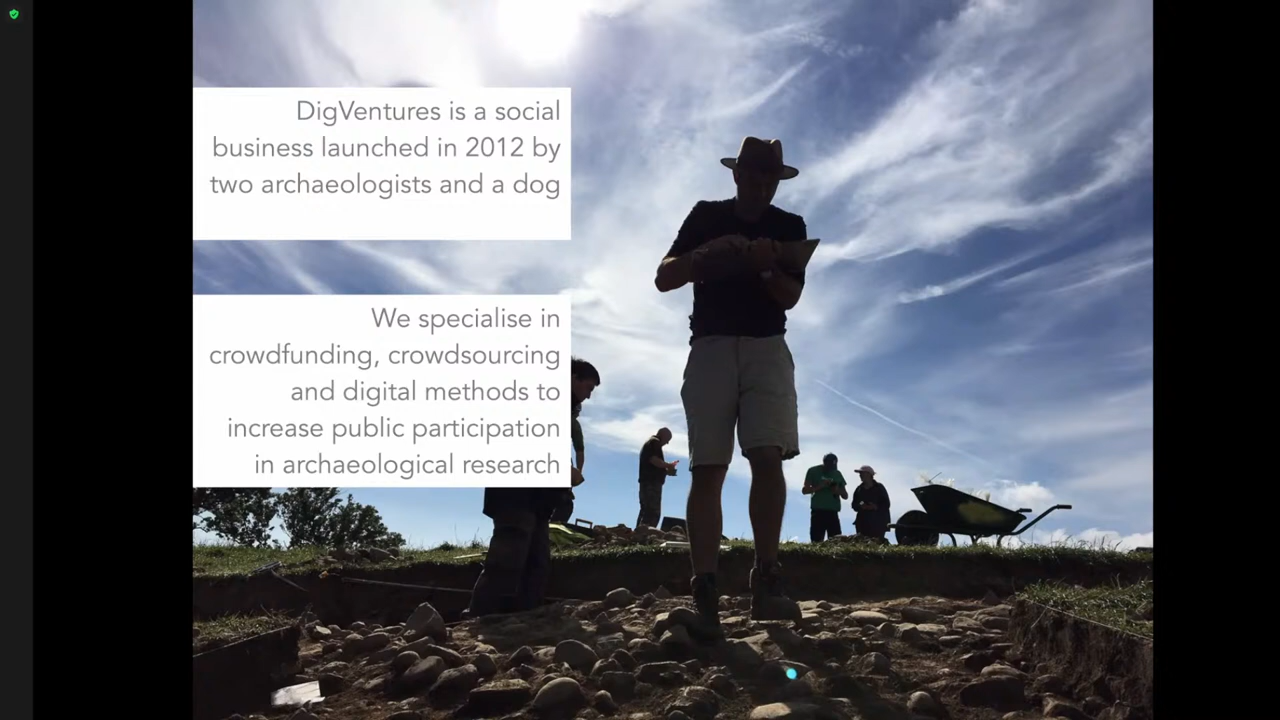 DigVentures is a social
business launched in 2012 by
two archaeologists and a dog
We specialise in
crowdfunding, crowdsourcing
and digital methods to
increase public participation
in archaeological research